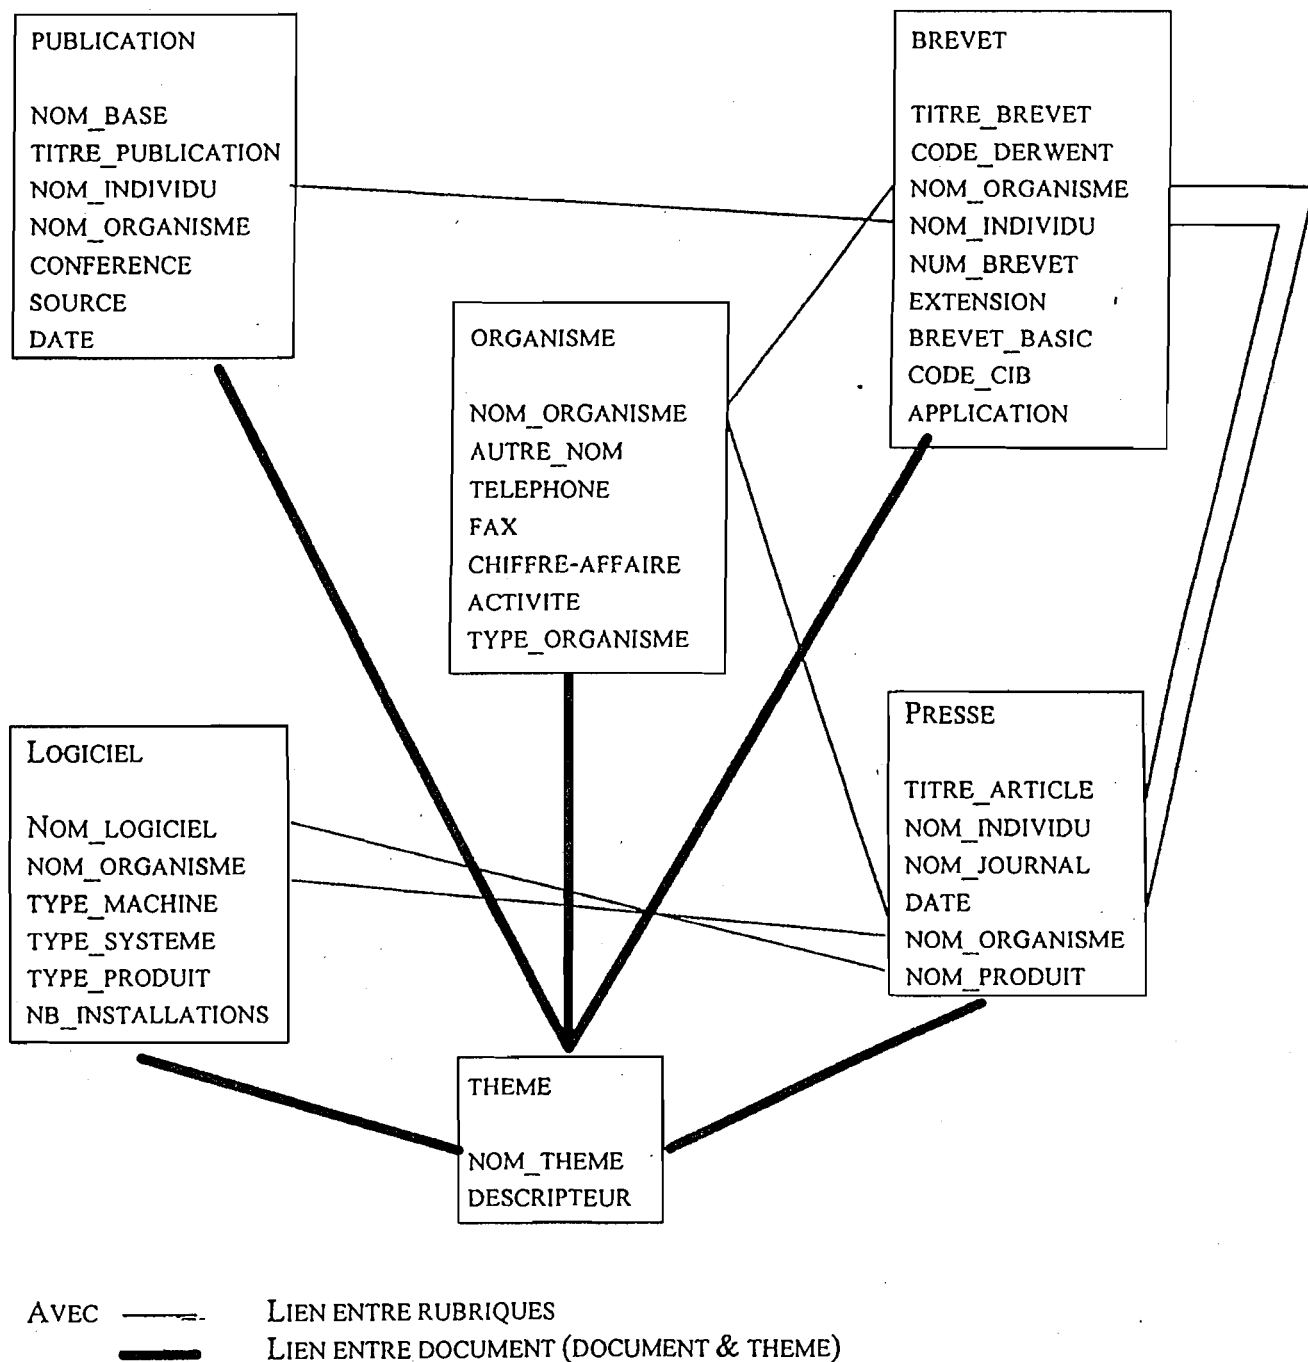 PUBLICATION
NOM_BASE
TITRE_PUBLICATION
NOM_INDIVIDU
NOM_ORGANISME
CONFERENCE
SOURCE
DATE
BREVET
TITRE_BREVET
CODE_DERWENT
NOM_ORGANISME
NOM_INDIVIDU
NUM_BREVET
EXTENSION
BREVET_BASIC
CODE_CIB
APPLICATION
ORGANISME
NOM_ORGANISME
AUTRE_NOM
TELEPHONE
FAX
CHIFFRE-AFFAIRE
ACTIVITE
TYPE_ORGANISME
LOGICIEL
NOM_LOGICIEL
NOM_ORGANISME
TYPE_MACHINE
TYPE_SYSTEME
TYPE_PRODUIT
NB_INSTALLATIONS
PRESSE
TITRE_ARTICLE
NOM_INDIVIDU
NOM_JOURNAL
DATE
NOM_ORGANISME
NOM_PRODUIT
THEME
NOM_THEME
DESCRIPTEUR
AVEC LIEN ENTRE RUBRIQUES
LIEN ENTRE DOCUMENT (DOCUMENT & THEME)